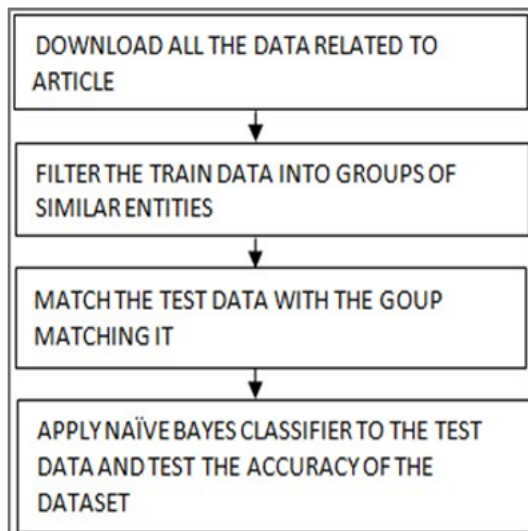 DOWNLOAD ALL THE DATA RELATED TO
ARTICLE
FILTER THE TRAIN DATA INTO GROUPS OF
SIMILAR ENTITIES
MATCH THE TEST DATA WITH THE GOUP
MATCHING IT
APPLY NAÏVE BAYES CLASSIFIER TO THE TEST
DATA AND TEST THE ACCURACY OF THE
DATASET